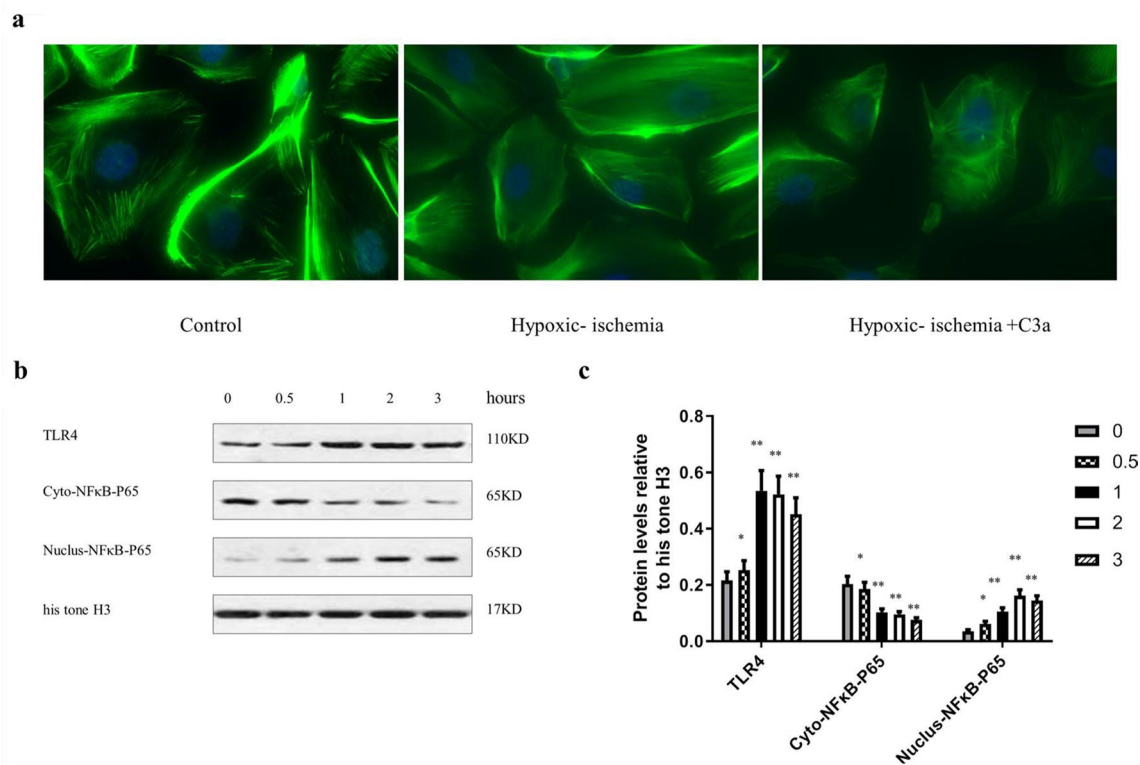 a
Control
Hypoxic- ischemia
Hypoxic- ischemia +C3a
b
0 0.5 1 2 3 hours
TLR4 110KD
Cyto-NFκB-P65 65KD
Nuclus-NFκB-P65 65KD
his tone H3 17KD
c
Protein levels relative
to his tone H3
0.8
0.6
0.4
0.2
0.0
** ** **
*
* ** ** **
* ** ** **
TLR4
Cyto-NFκB-P65
Nuclus-NFκB-P65
0
0.5
1
2
3